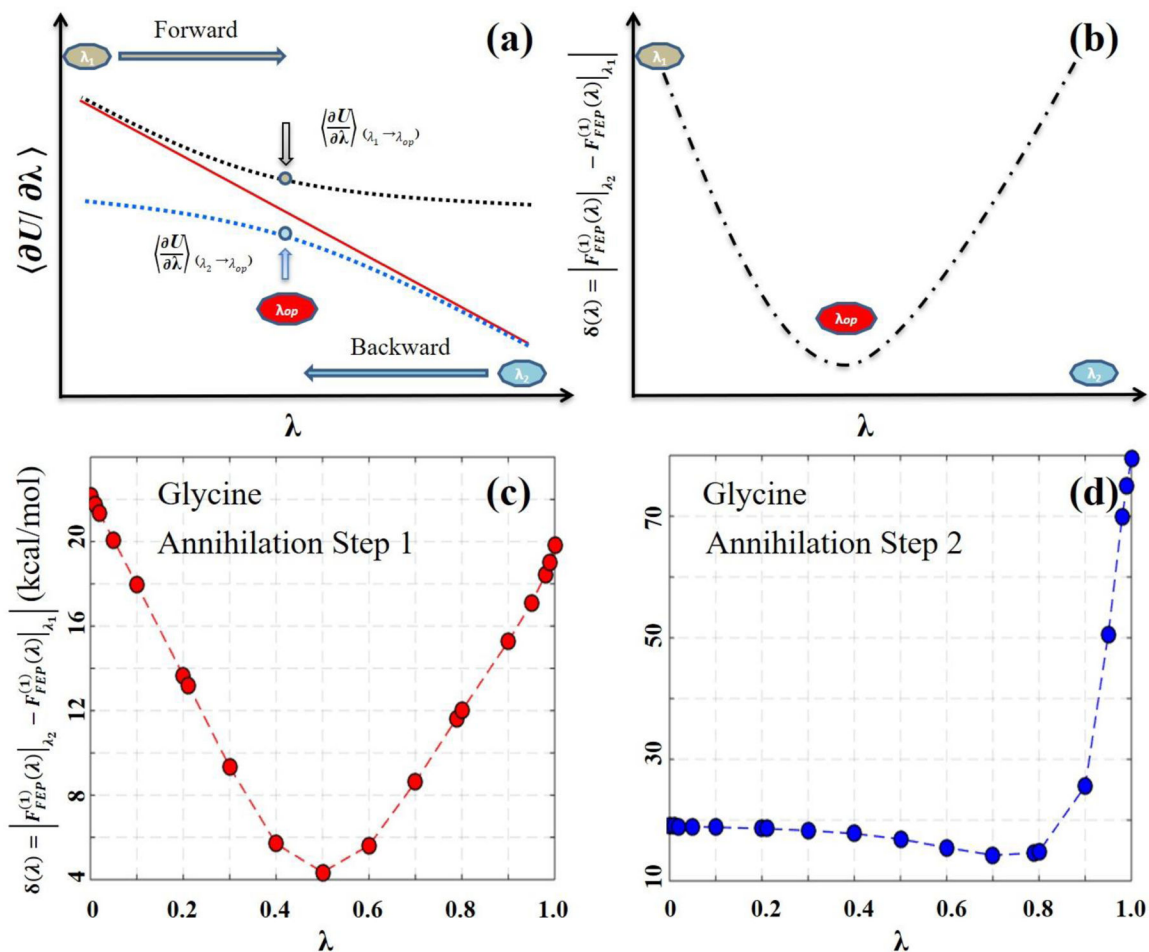 Forward
(a)
λ₁
⟨∂U/∂λ⟩ (λ₁→λop)
⟨∂U/ ∂λ ⟩
⟨∂U/∂λ⟩ (λ₂→λop)
λop
Backward
λ₂
λ
(b)
λ₁
δ(λ) = |F⁽¹⁾FEP(λ)|λ₂ − F⁽¹⁾FEP(λ)|λ₁|
λop
λ₂
λ
(c)
Glycine
Annihilation Step 1
δ(λ) = |F⁽¹⁾FEP(λ)|λ₂ − F⁽¹⁾FEP(λ)|λ₁| (kcal/mol)
20
16
12
8
4
0 0.2 0.4 0.6 0.8 1.0
λ
(d)
Glycine
Annihilation Step 2
70
50
30
10
0 0.2 0.4 0.6 0.8 1.0
λ